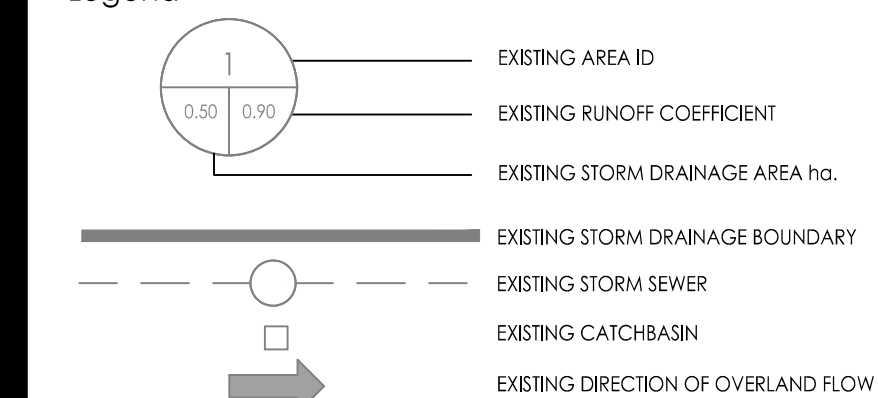 Legend
1
EXISTING AREA ID
0.50 0.90
EXISTING RUNOFF COEFFICIENT
EXISTING STORM DRAINAGE AREA ha.
EXISTING STORM DRAINAGE BOUNDARY
EXISTING STORM SEWER
EXISTING CATCHBASIN
EXISTING DIRECTION OF OVERLAND FLOW